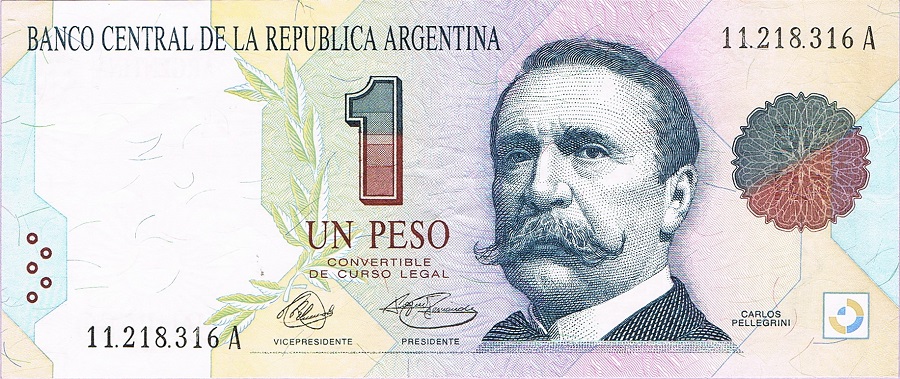 BANCO CENTRAL DE LA REPUBLICA ARGENTINA
11.218.316 A
1
UN PESO
CONVERTIBLE
DE CURSO LEGAL
11.218.316 A
VICEPRESIDENTE
PRESIDENTE
CARLOS
PELLEGRINI